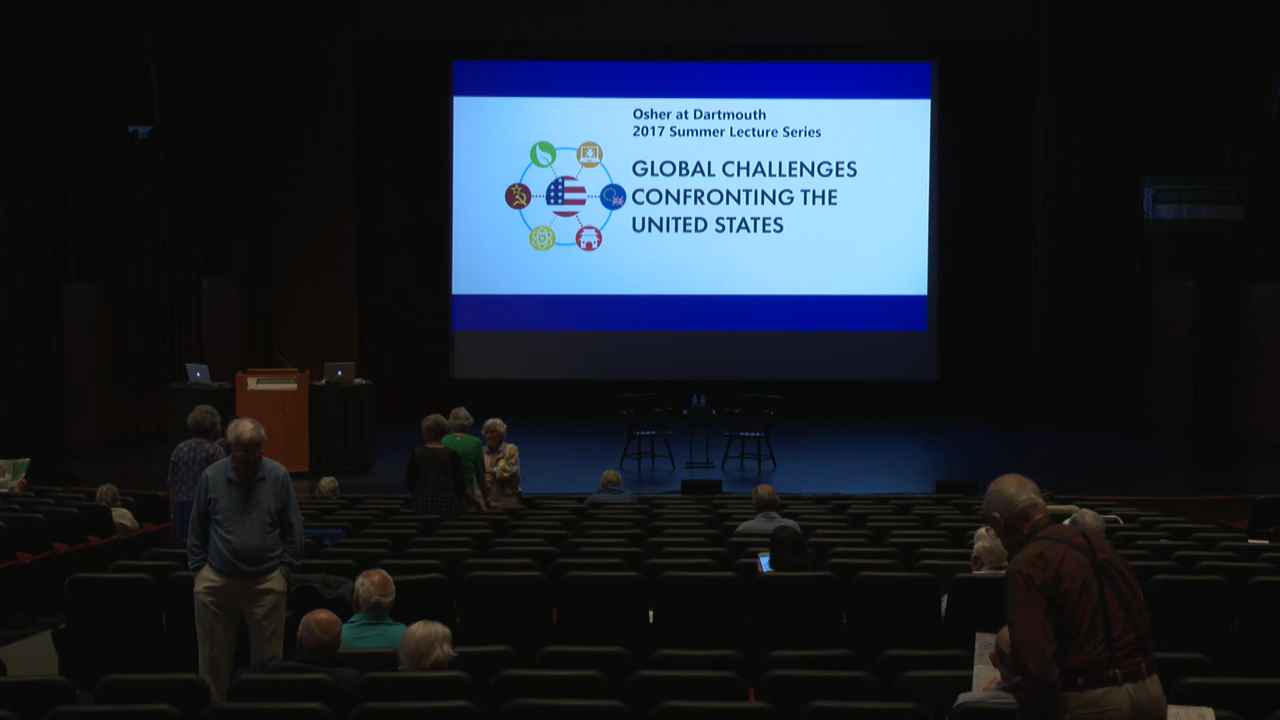 Osher at Dartmouth
2017 Summer Lecture Series
GLOBAL CHALLENGES
CONFRONTING THE
UNITED STATES